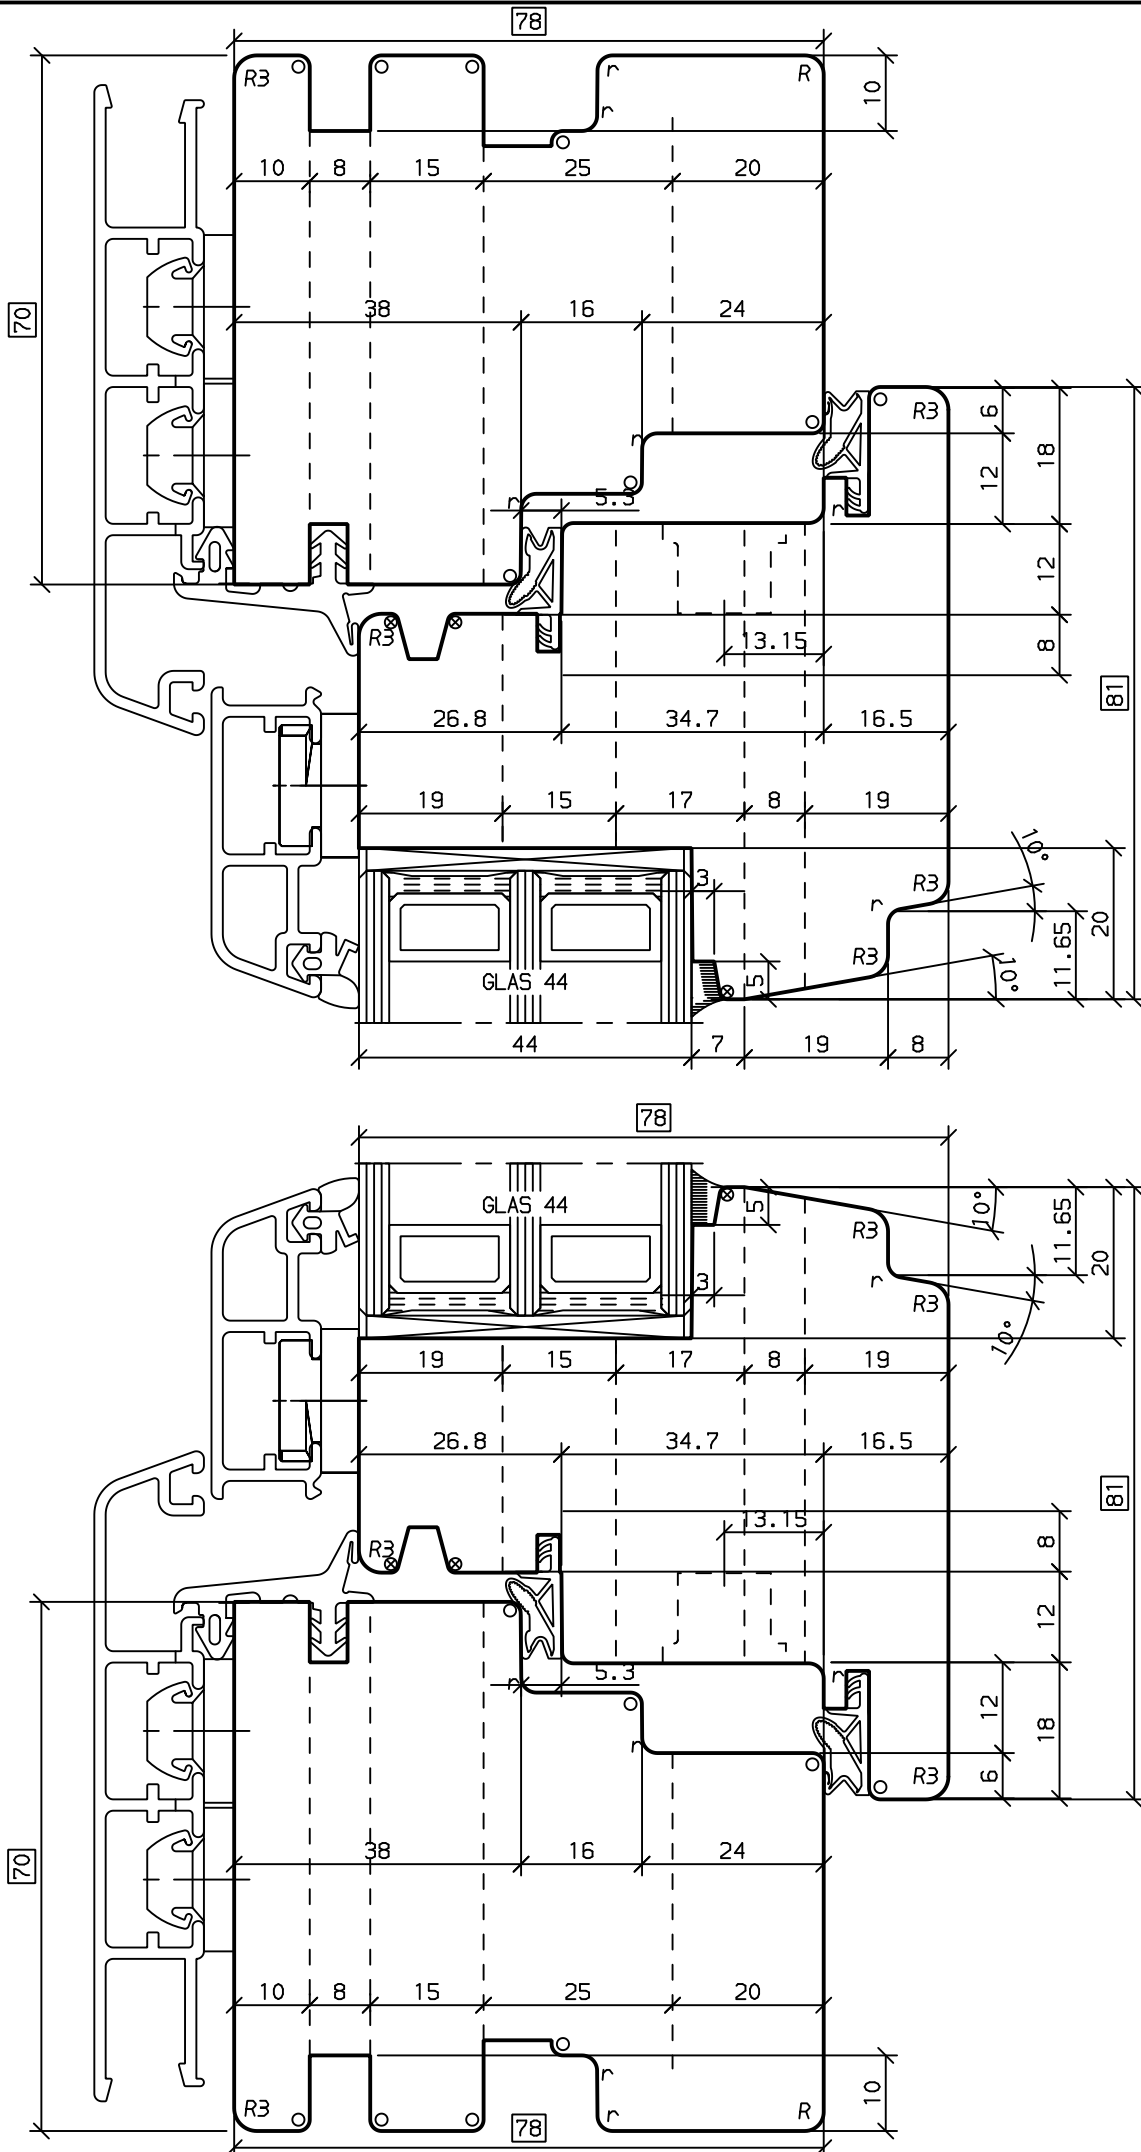 78
R3 r R
r 10
10 8 15 25 20
70
38 16 24
R3 6 18
r 12
r 5.3 r
12
R3 13.15 8
81
26.8 34.7 16.5
19 15 17 8 19
10°
3 R3
r 20
11.65
R3
GLAS 44 5 10°
44 7 19 8
78
GLAS 44 5 10° 11.65
R3 20
r
3 R3
10°
19 15 17 8 19
26.8 34.7 16.5
81
13.15 8
R3
12
r 5.3 r
12 18
r
R3 6
38 16 24
70
10 8 15 25 20
r 10
R3 r R
78